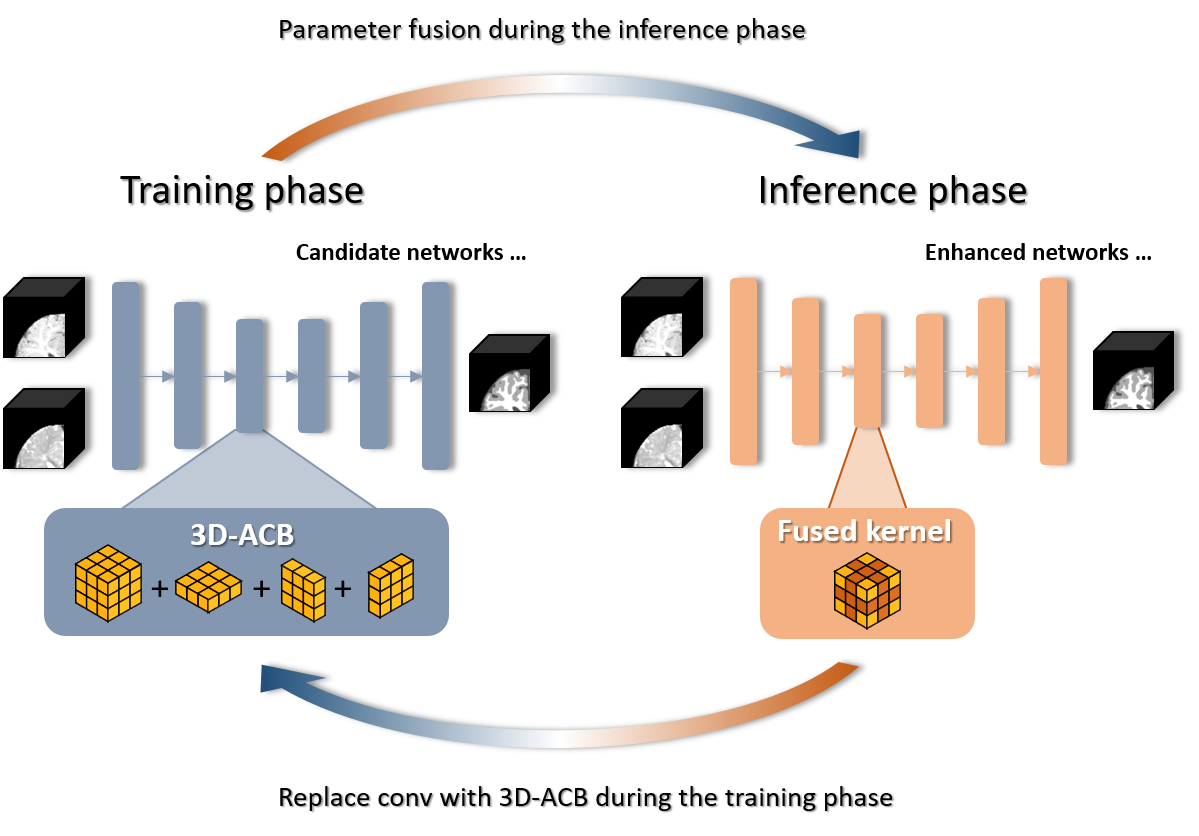 Parameter fusion during the inference phase
Training phase
Inference phase
Candidate networks ...
Enhanced networks ...
3D-ACB
+ + +
Fused kernel
Replace conv with 3D-ACB during the training phase